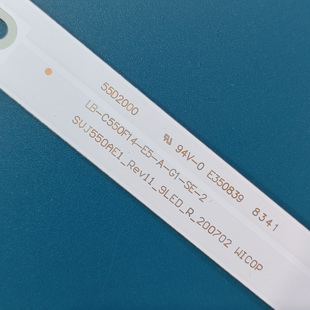 55D2000
LB-C550F14-E5-A-G1-SE-2
94V-0 E350839 8341
SVJ550AE1_Rev11_9LED_R_200702 WICOP